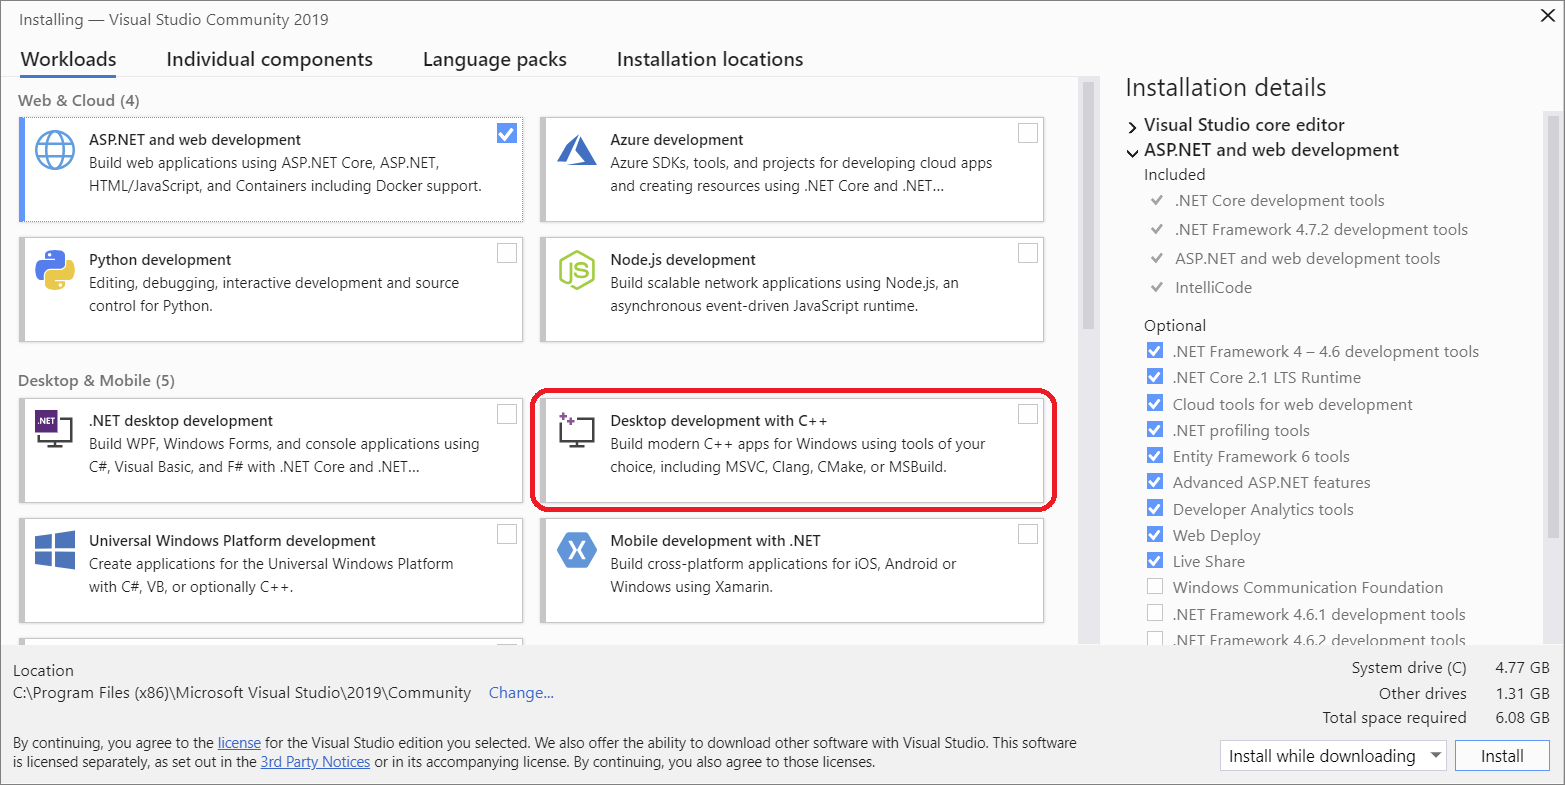 Installing — Visual Studio Community 2019
Workloads
Individual components
Language packs
Installation locations
Web & Cloud (4)
ASP.NET and web development
Build web applications using ASP.NET Core, ASP.NET,
HTML/JavaScript, and Containers including Docker support.
Azure development
Azure SDKs, tools, and projects for developing cloud apps
and creating resources using .NET Core and .NET...
Python development
Editing, debugging, interactive development and source
control for Python.
JS
Node.js development
Build scalable network applications using Node.js, an
asynchronous event-driven JavaScript runtime.
Desktop & Mobile (5)
.NET
.NET desktop development
Build WPF, Windows Forms, and console applications using
C#, Visual Basic, and F# with .NET Core and .NET...
Desktop development with C++
Build modern C++ apps for Windows using tools of your
choice, including MSVC, Clang, CMake, or MSBuild.
Universal Windows Platform development
Create applications for the Universal Windows Platform
with C#, VB, or optionally C++.
Mobile development with .NET
Build cross-platform applications for iOS, Android or
Windows using Xamarin.
Installation details
Visual Studio core editor
ASP.NET and web development
Included
.NET Core development tools
.NET Framework 4.7.2 development tools
ASP.NET and web development tools
IntelliCode
Optional
.NET Framework 4 – 4.6 development tools
.NET Core 2.1 LTS Runtime
Cloud tools for web development
.NET profiling tools
Entity Framework 6 tools
Advanced ASP.NET features
Developer Analytics tools
Web Deploy
Live Share
Windows Communication Foundation
.NET Framework 4.6.1 development tools
.NET Framework 4.6.2 development tools
Location
C:\Program Files (x86)\Microsoft Visual Studio\2019\Community Change...
System drive (C) 4.77 GB
Other drives 1.31 GB
Total space required 6.08 GB
By continuing, you agree to the license for the Visual Studio edition you selected. We also offer the ability to download other software with Visual Studio. This software
is licensed separately, as set out in the 3rd Party Notices or in its accompanying license. By continuing, you also agree to those licenses.
Install while downloading
Install